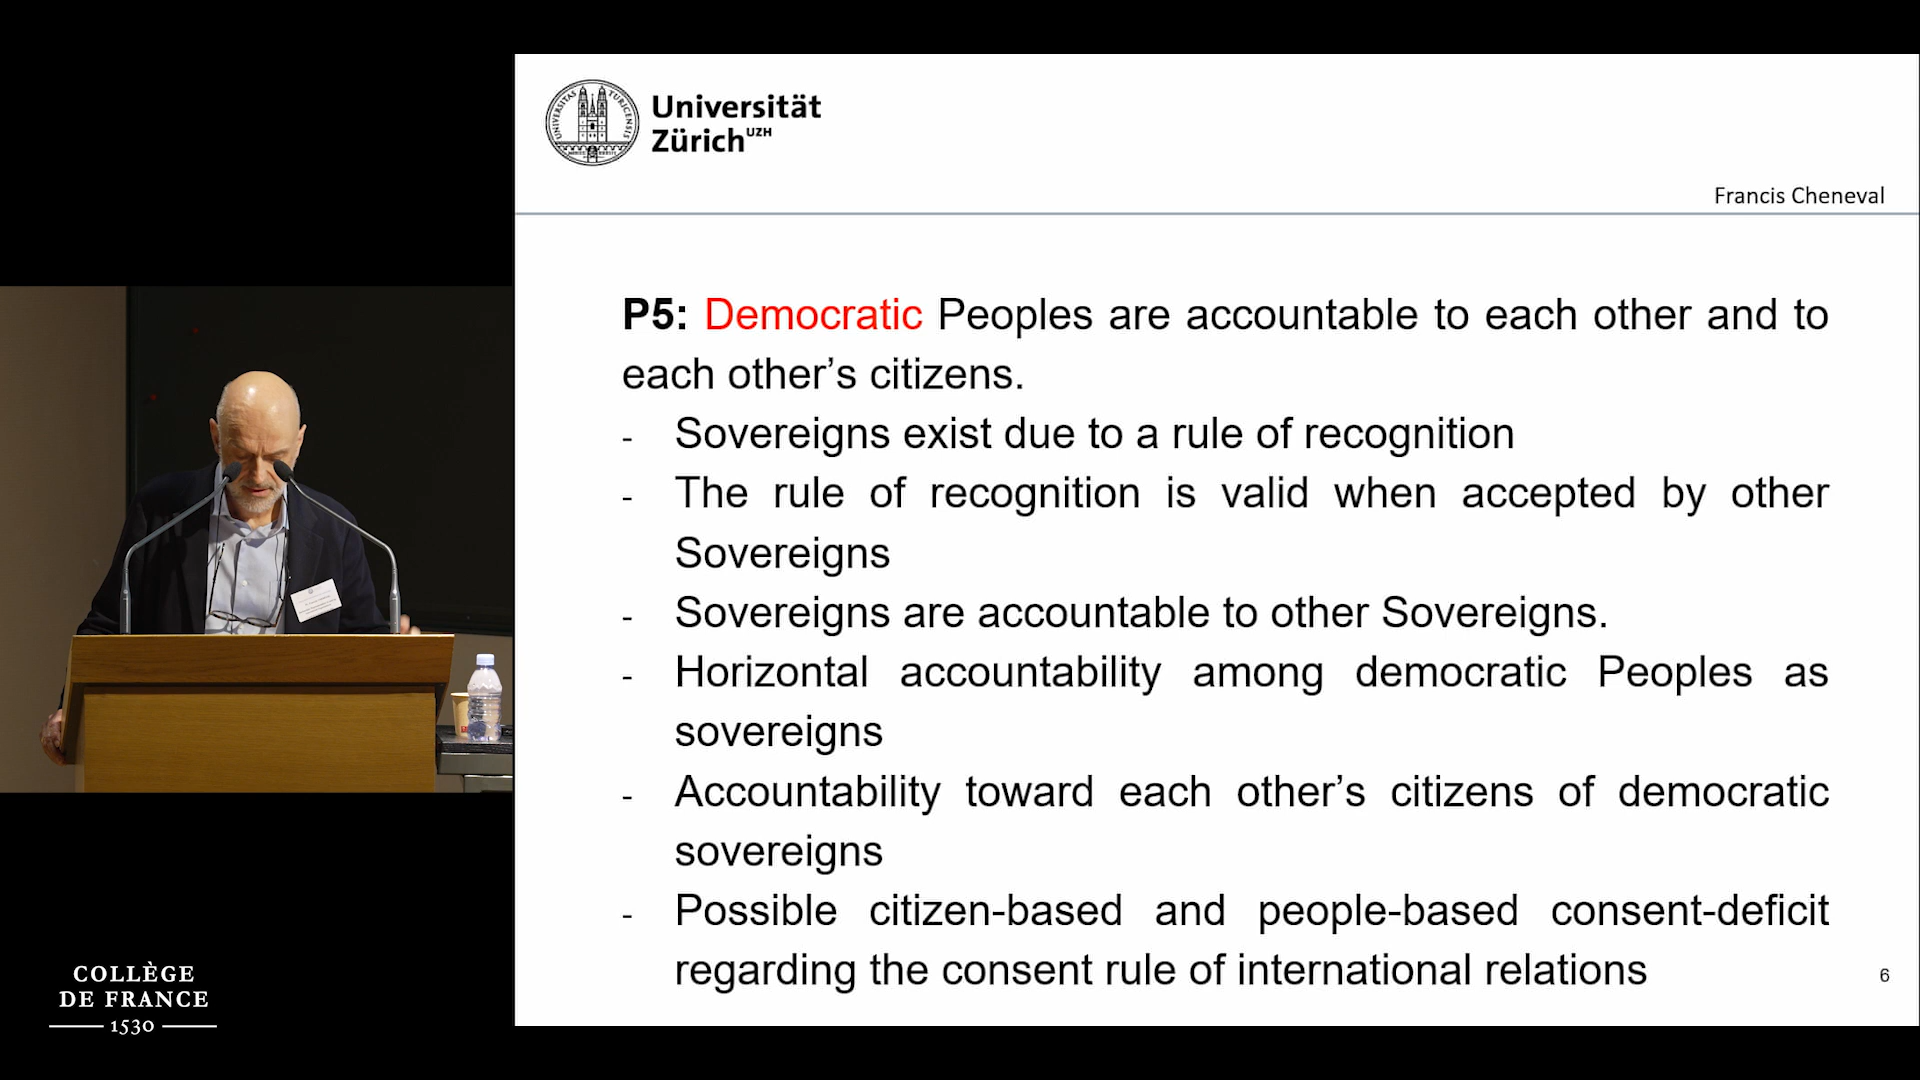 Universität
Zürich UZH
UNIVERSITAS TURICENSIS
Francis Cheneval
P5: Democratic Peoples are accountable to each other and to
each other’s citizens.
- Sovereigns exist due to a rule of recognition
- The rule of recognition is valid when accepted by other
Sovereigns
- Sovereigns are accountable to other Sovereigns.
- Horizontal accountability among democratic Peoples as
sovereigns
- Accountability toward each other’s citizens of democratic
sovereigns
- Possible citizen-based and people-based consent-deficit
regarding the consent rule of international relations
6
COLLÈGE
DE FRANCE
1530